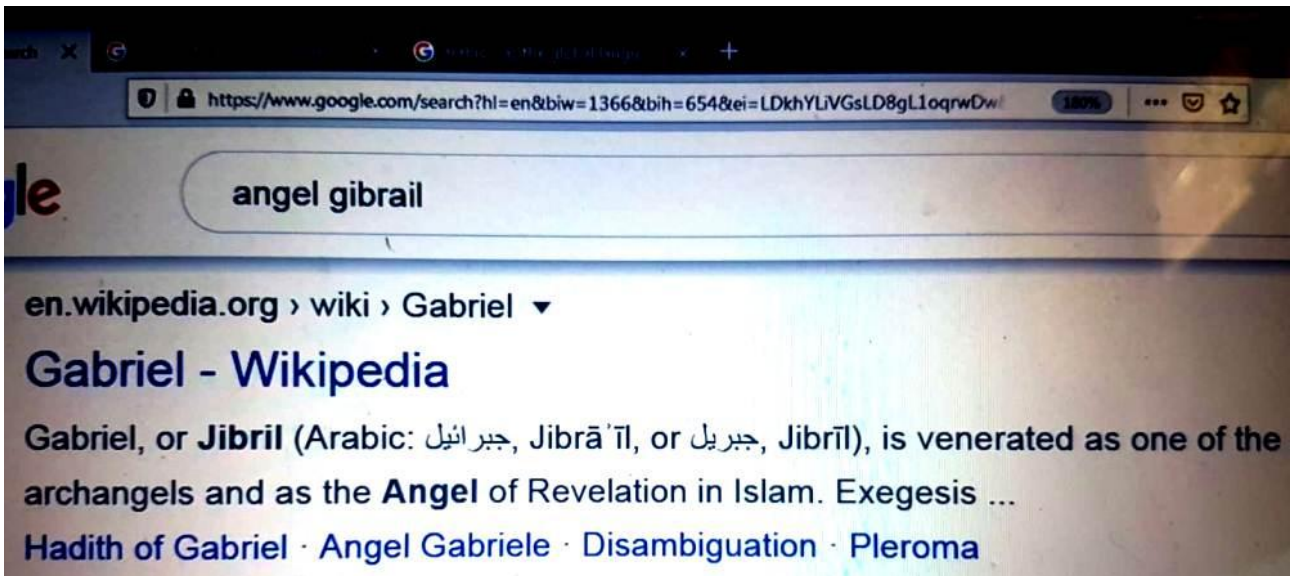 https://www.google.com/search?hl=en&biw=1366&bih=654&ei=LDkhYLiVGsLD8gL1oqrwDw
180%
angel gibrail
en.wikipedia.org › wiki › Gabriel
Gabriel - Wikipedia
Gabriel, or Jibril (Arabic: جبرائيل, Jibrāʾīl, or جبريل, Jibrīl), is venerated as one of the
archangels and as the Angel of Revelation in Islam. Exegesis ...
Hadith of Gabriel · Angel Gabriele · Disambiguation · Pleroma